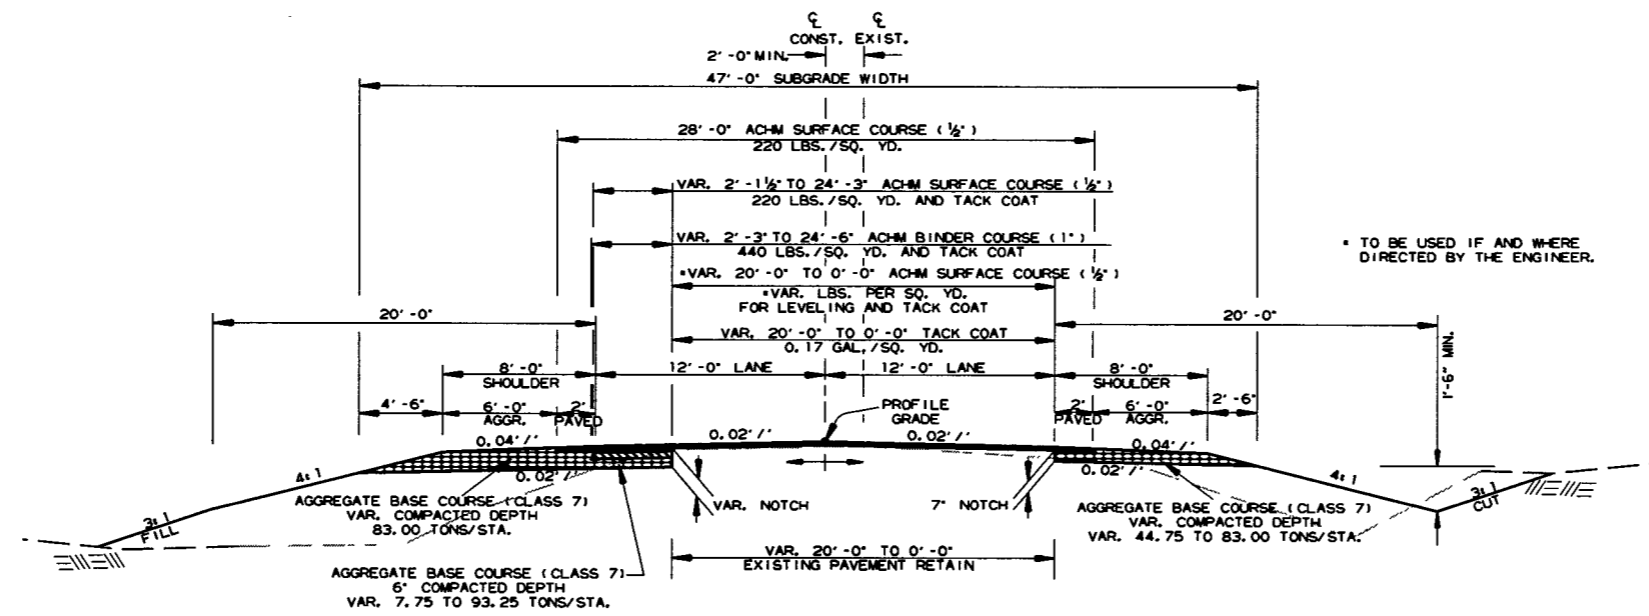 ℄ ℄
CONST. EXIST.
2'-0" MIN.
47'-0" SUBGRADE WIDTH
28'-0" ACHM SURFACE COURSE (½")
220 LBS./SQ. YD.
VAR. 2'-1½" TO 24'-3" ACHM SURFACE COURSE (½")
220 LBS./SQ. YD. AND TACK COAT
VAR. 2'-3" TO 24'-6" ACHM BINDER COURSE (1")
440 LBS./SQ. YD. AND TACK COAT
* TO BE USED IF AND WHERE
DIRECTED BY THE ENGINEER.
*VAR. 20'-0" TO 0'-0" ACHM SURFACE COURSE (½")
*VAR. LBS. PER SQ. YD.
FOR LEVELING AND TACK COAT
20'-0" 20'-0"
VAR. 20'-0" TO 0'-0" TACK COAT
0.17 GAL./SQ. YD.
1'-6" MIN.
8'-0" 12'-0" LANE 12'-0" LANE 8'-0"
SHOULDER SHOULDER
4'-6" 6'-0" 2' PROFILE 2' 6'-0" 2'-6"
AGGR. PAVED GRADE PAVED AGGR.
0.04'/' 0.02'/' 0.02'/' 0.04'/'
4:1 0.02'/' 0.02'/' 4:1
AGGREGATE BASE COURSE (CLASS 7) VAR. NOTCH 7" NOTCH AGGREGATE BASE COURSE (CLASS 7)
VAR. COMPACTED DEPTH VAR. COMPACTED DEPTH
83.00 TONS/STA. VAR. 44.75 TO 83.00 TONS/STA.
3:1 3:1
FILL CUT
VAR. 20'-0" TO 0'-0"
EXISTING PAVEMENT RETAIN
AGGREGATE BASE COURSE (CLASS 7)
6" COMPACTED DEPTH
VAR. 7.75 TO 93.25 TONS/STA.